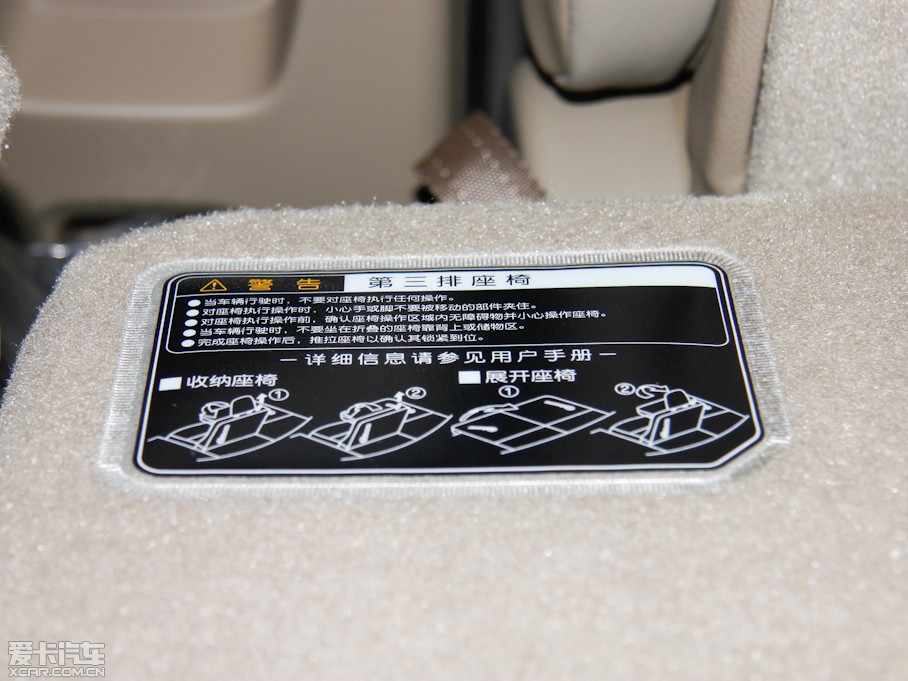 警告 第三排座椅
●当车辆行驶时，不要对座椅执行任何操作。
●对座椅执行操作时，小心手或脚不要被移动的部件夹住。
●对座椅执行操作前，确认座椅操作区域内无障碍物并小心操作座椅。
●当车辆行驶时，不要坐在折叠的座椅靠背上或储物区。
●完成座椅操作后，推拉座椅以确认其锁紧到位。
－详细信息请参见用户手册－
■收纳座椅 ■展开座椅
① ② ① ②
爱卡汽车
XCAR.COM.CN